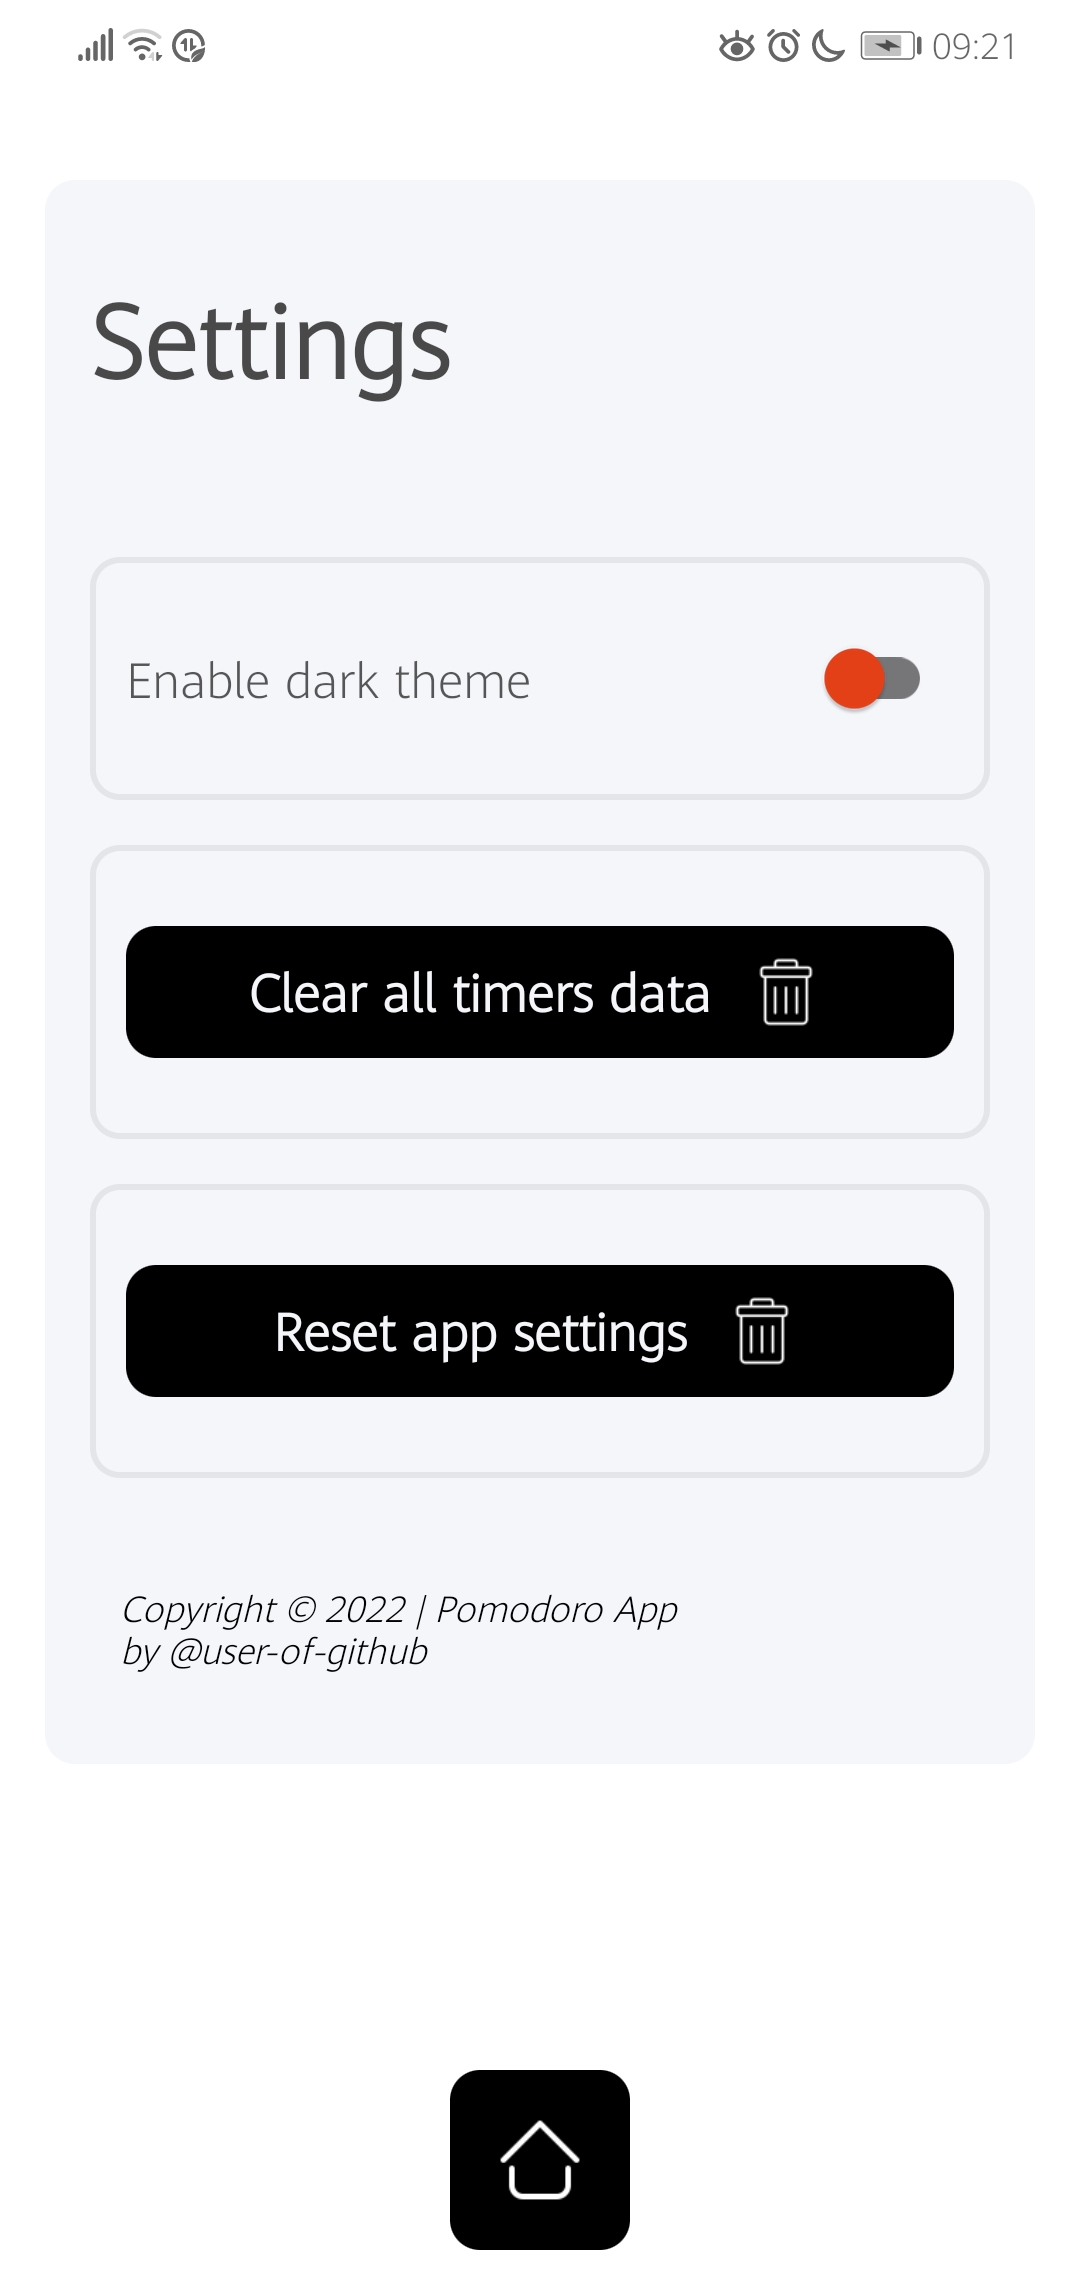 09:21
Settings
Enable dark theme
Clear all timers data
Reset app settings
Copyright © 2022 | Pomodoro App
by @user-of-github